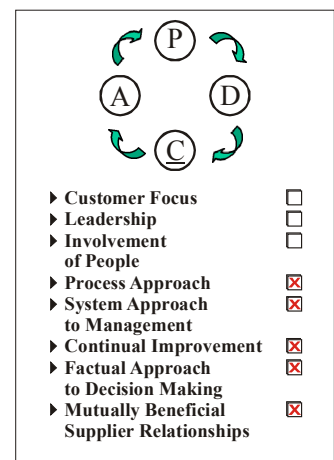 P
A
D
C
Customer Focus
Leadership
Involvement
of People
Process Approach
System Approach
to Management
Continual Improvement
Factual Approach
to Decision Making
Mutually Beneficial
Supplier Relationships